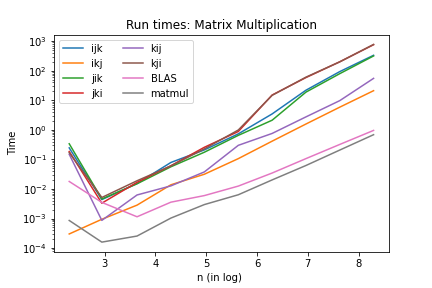 Run times: Matrix Multiplication
ijk
ikj
jik
jki
kij
kji
BLAS
matmul
Time
10³
10²
10¹
10⁰
10⁻¹
10⁻²
10⁻³
10⁻⁴
3 4 5 6 7 8
n (in log)